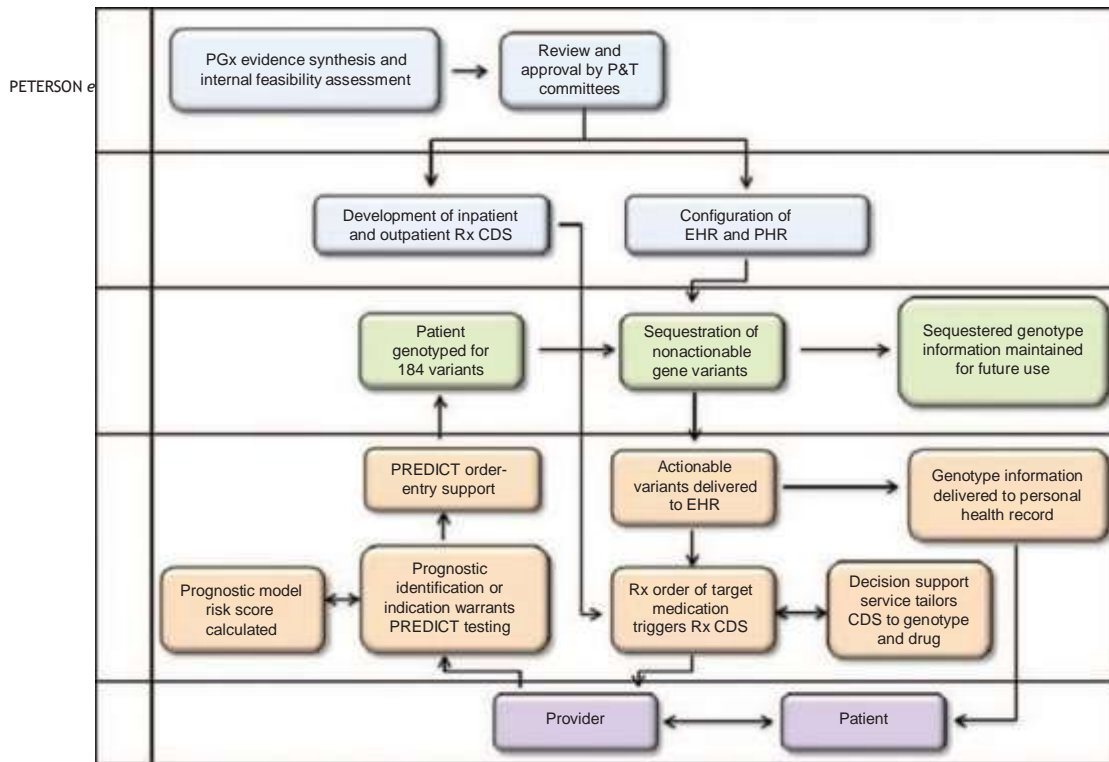 PETERSON e
PGx evidence synthesis and
internal feasibility assessment
Review and
approval by P&T
committees
Development of inpatient
and outpatient Rx CDS
Configuration of
EHR and PHR
Patient
genotyped for
184 variants
Sequestration of
nonactionable
gene variants
Sequestered genotype
information maintained
for future use
PREDICT order-
entry support
Actionable
variants delivered
to EHR
Genotype information
delivered to personal
health record
Prognostic model
risk score
calculated
Prognostic
identification or
indication warrants
PREDICT testing
Rx order of target
medication
triggers Rx CDS
Decision support
service tailors
CDS to genotype
and drug
Provider
Patient